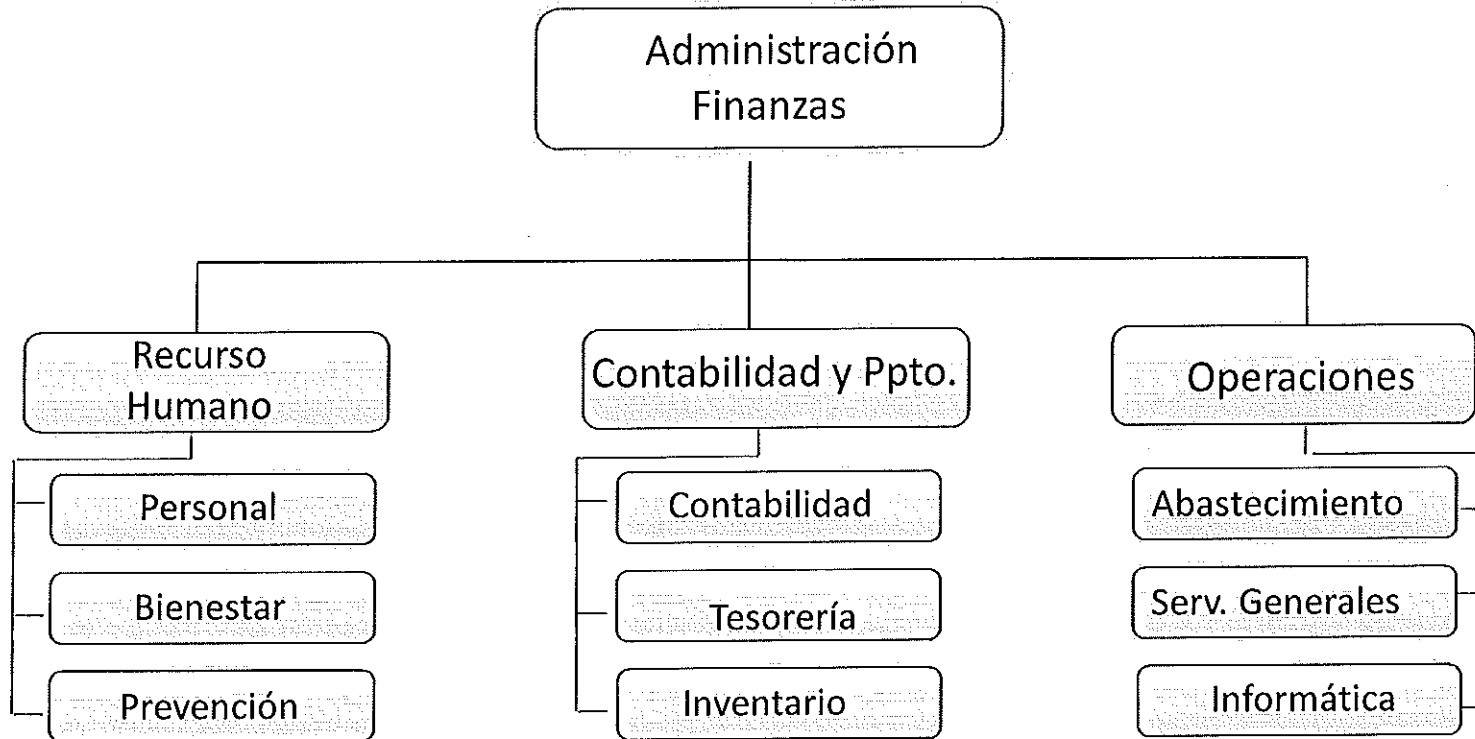 Administración
Finanzas
Recurso
Humano
Contabilidad y Ppto.
Operaciones
Personal
Contabilidad
Abastecimiento
Bienestar
Tesorería
Serv. Generales
Prevención
Inventario
Informática